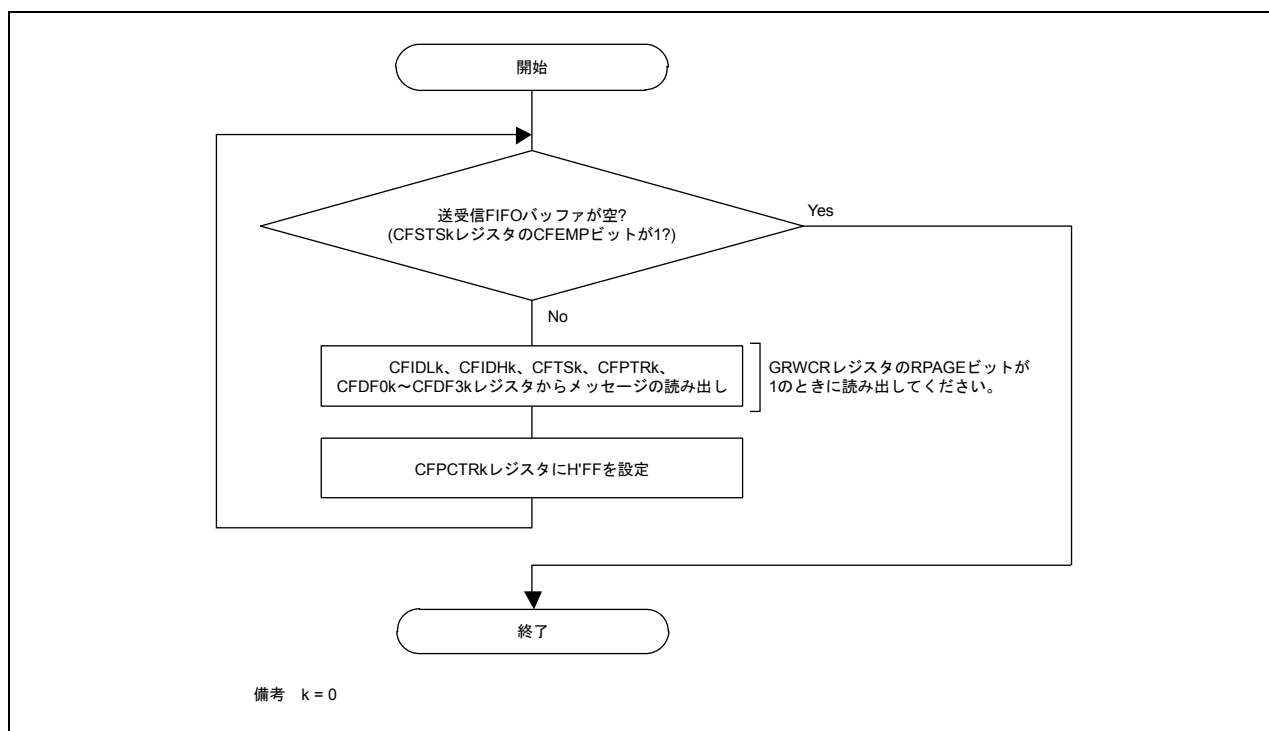 開始
送受信FIFOバッファが空?
(CFSTSkレジスタのCFEMPビットが1?)
Yes
No
CFIDLk、CFIDHk、CFTSk、CFPTRk、
CFDF0k～CFDF3kレジスタからメッセージの読み出し
GRWCRレジスタのRPAGEビットが
1のときに読み出してください。
CFPCTRkレジスタにH'FFを設定
終了
備考 k = 0